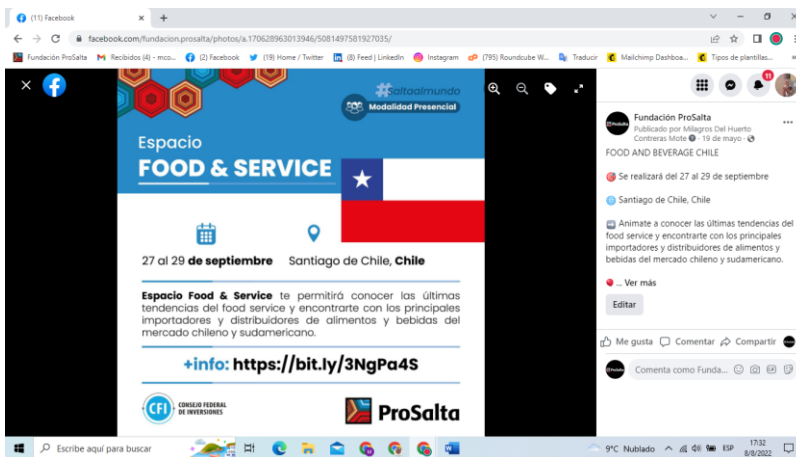 (11) Facebook
facebook.com/fundacion.prosalta/photos/a.170628963013946/5081497581927035/
Fundación ProSalta
Recibidos (4) - mco...
(2) Facebook
(19) Home / Twitter
(8) Feed | LinkedIn
Instagram
(795) Roundcube W...
Traducir
Mailchimp Dashboa...
Tipos de plantillas...
#saltaalmundo
Modalidad Presencial
Espacio
FOOD & SERVICE
27 al 29 de septiembre
Santiago de Chile, Chile
Espacio Food & Service te permitirá conocer las últimas
tendencias del food service y encontrarte con los principales
importadores y distribuidores de alimentos y bebidas del
mercado chileno y sudamericano.
+info: https://bit.ly/3NgPa4S
CFI
CONSEJO FEDERAL
DE INVERSIONES
ProSalta
11
Fundación ProSalta
Publicado por Milagros Del Huerto
Contreras Mote · 19 de mayo ·
FOOD AND BEVERAGE CHILE
Se realizará del 27 al 29 de septiembre
Santiago de Chile, Chile
Animate a conocer las últimas tendencias del
food service y encontrarte con los principales
importadores y distribuidores de alimentos y
bebidas del mercado chileno y sudamericano.
... Ver más
Editar
Me gusta
Comentar
Compartir
Comenta como Funda...
Escribe aquí para buscar
9°C Nublado
ESP
17:32
8/8/2022